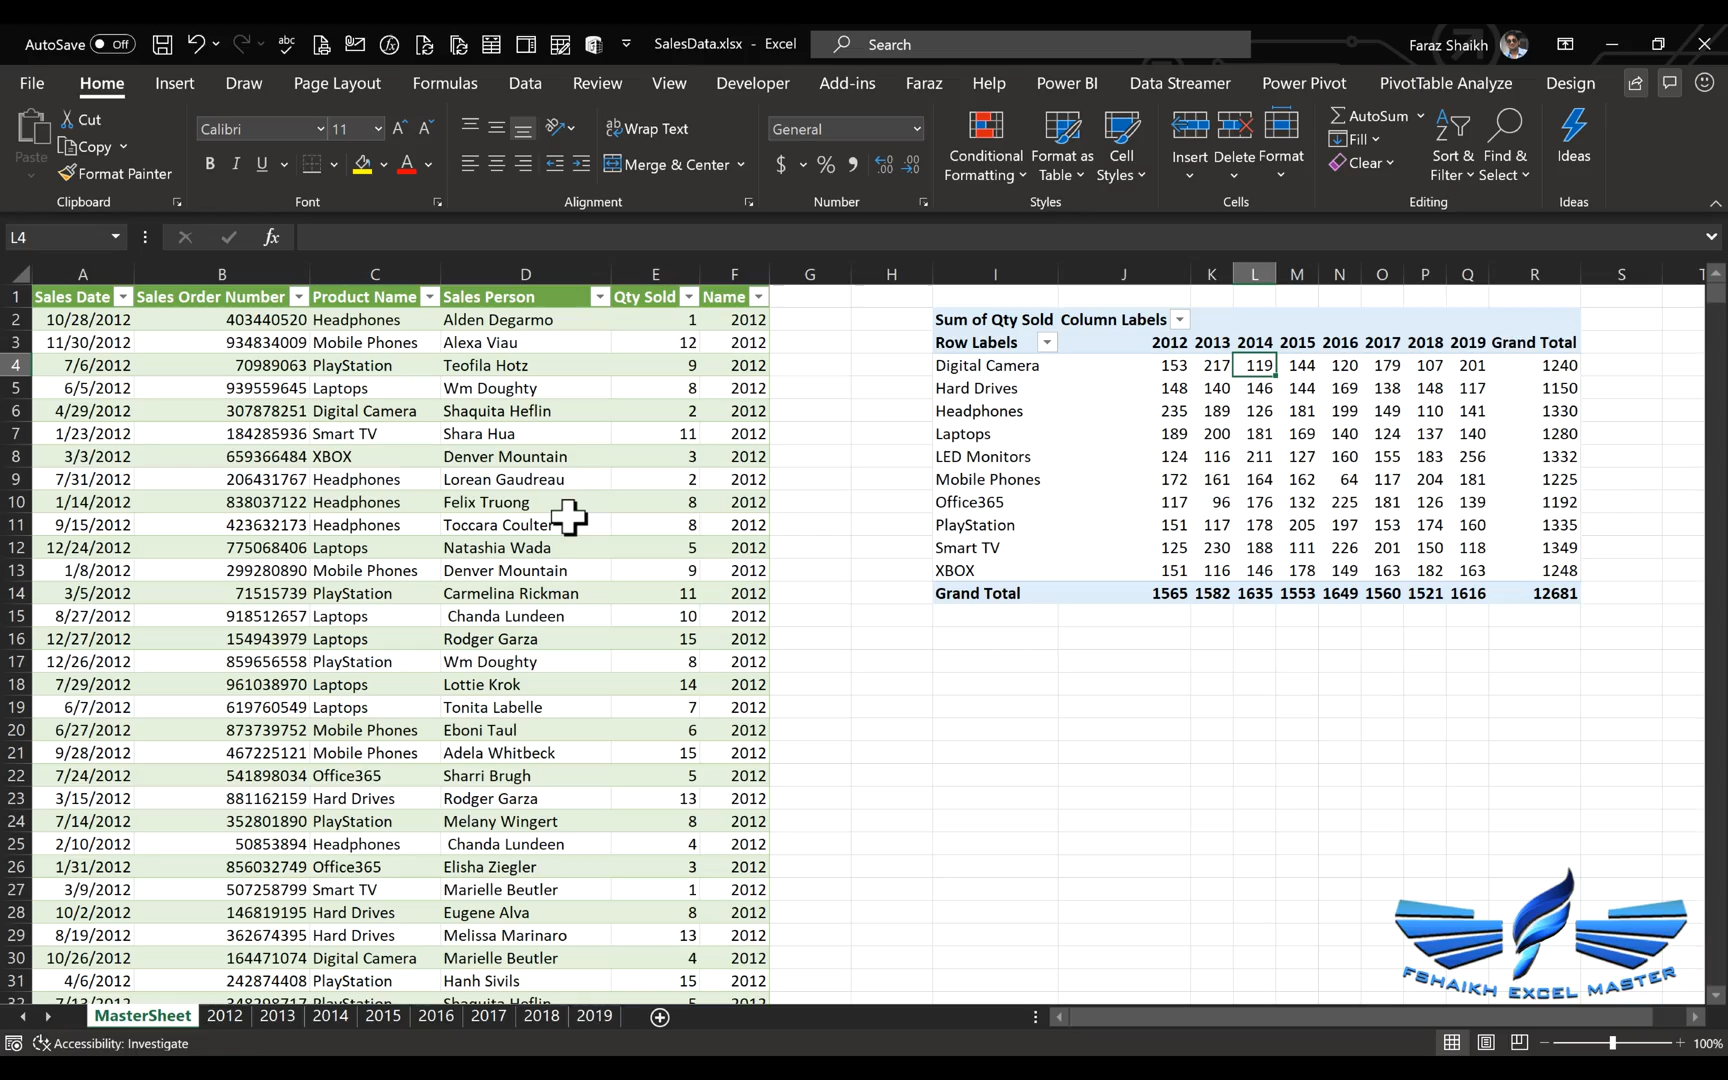 AutoSave Off SalesData.xlsx - Excel Search Faraz Shaikh
File Home Insert Draw Page Layout Formulas Data Review View Developer Add-ins Faraz Help Power BI Data Streamer Power Pivot PivotTable Analyze Design
Paste Cut Copy Format Painter Clipboard
Calibri 11 B I U A Font
ab Wrap Text Merge & Center Alignment
General $ % Number
Conditional Formatting Format as Table Cell Styles Styles
Insert Delete Format Cells
AutoSum Fill Clear Sort & Filter Find & Select Editing
Ideas Ideas
L4 fx
A B C D E F G H I J K L M N O P Q R S T
1 Sales Date Sales Order Number Product Name Sales Person Qty Sold Name
2 10/28/2012 403440520 Headphones Alden Degarmo 1 2012 Sum of Qty Sold Column Labels
3 11/30/2012 934834009 Mobile Phones Alexa Viau 12 2012 Row Labels 2012 2013 2014 2015 2016 2017 2018 2019 Grand Total
4 7/6/2012 70989063 PlayStation Teofila Hotz 9 2012 Digital Camera 153 217 119 144 120 179 107 201 1240
5 6/5/2012 939559645 Laptops Wm Doughty 8 2012 Hard Drives 148 140 146 144 169 138 148 117 1150
6 4/29/2012 307878251 Digital Camera Shaquita Heflin 2 2012 Headphones 235 189 126 181 199 149 110 141 1330
7 1/23/2012 184285936 Smart TV Shara Hua 11 2012 Laptops 189 200 181 169 140 124 137 140 1280
8 3/3/2012 659366484 XBOX Denver Mountain 3 2012 LED Monitors 124 116 211 127 160 155 183 256 1332
9 7/31/2012 206431767 Headphones Lorean Gaudreau 2 2012 Mobile Phones 172 161 164 162 64 117 204 181 1225
10 1/14/2012 838037122 Headphones Felix Truong 8 2012 Office365 117 96 176 132 225 181 126 139 1192
11 9/15/2012 423632173 Headphones Toccara Coulter 8 2012 PlayStation 151 117 178 205 197 153 174 160 1335
12 12/24/2012 775068406 Laptops Natashia Wada 5 2012 Smart TV 125 230 188 111 226 201 150 118 1349
13 1/8/2012 299280890 Mobile Phones Denver Mountain 9 2012 XBOX 151 116 146 178 149 163 182 163 1248
14 3/5/2012 71515739 PlayStation Carmelina Rickman 11 2012 Grand Total 1565 1582 1635 1553 1649 1560 1521 1616 12681
15 8/27/2012 918512657 Laptops Chanda Lundeen 10 2012
16 12/27/2012 154943979 Laptops Rodger Garza 15 2012
17 12/26/2012 859656558 PlayStation Wm Doughty 8 2012
18 7/29/2012 961038970 Laptops Lottie Krok 14 2012
19 6/7/2012 619760549 Laptops Tonita Labelle 7 2012
20 6/27/2012 873739752 Mobile Phones Eboni Taul 6 2012
21 9/28/2012 467225121 Mobile Phones Adela Whitbeck 15 2012
22 7/24/2012 541898034 Office365 Sharri Brugh 5 2012
23 3/15/2012 881162159 Hard Drives Rodger Garza 13 2012
24 7/14/2012 352801890 PlayStation Melany Wingert 8 2012
25 2/10/2012 50853894 Headphones Chanda Lundeen 4 2012
26 1/31/2012 856032749 Office365 Elisha Ziegler 3 2012
27 3/9/2012 507258799 Smart TV Marielle Beutler 1 2012
28 10/2/2012 146819195 Hard Drives Eugene Alva 8 2012
29 8/19/2012 362674395 Hard Drives Melissa Marinaro 13 2012
30 10/26/2012 164471074 Digital Camera Marielle Beutler 4 2012
31 4/6/2012 242874408 PlayStation Hanh Sivils 15 2012
32 7/13/2012 348298717 PlayStation Shaquita Heflin 5 2012
FSHAIKH EXCEL MASTER
MasterSheet 2012 2013 2014 2015 2016 2017 2018 2019
Accessibility: Investigate 100%